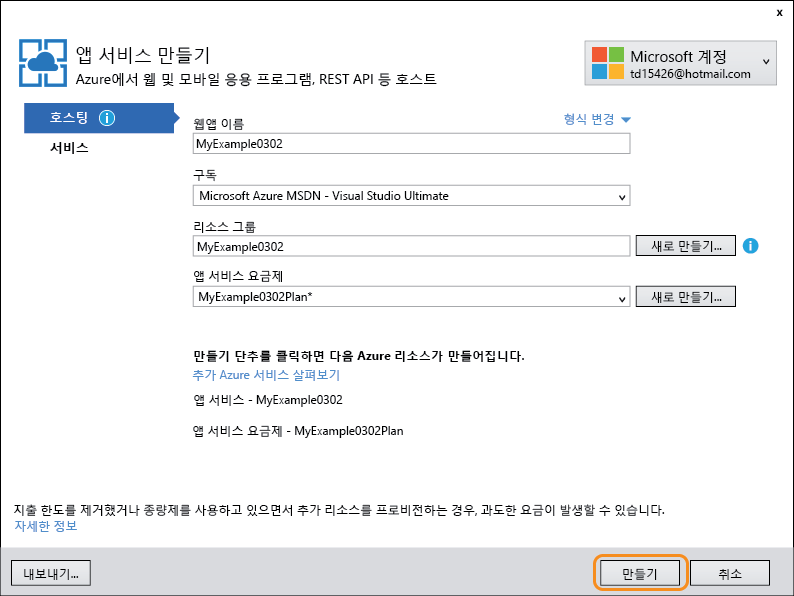 x
앱 서비스 만들기
Azure에서 웹 및 모바일 응용 프로그램, REST API 등 호스트
Microsoft 계정
td15426@hotmail.com
호스팅 i
서비스
웹앱 이름
형식 변경
MyExample0302
구독
Microsoft Azure MSDN - Visual Studio Ultimate
리소스 그룹
MyExample0302
새로 만들기... i
앱 서비스 요금제
MyExample0302Plan*
새로 만들기...
만들기 단추를 클릭하면 다음 Azure 리소스가 만들어집니다.
추가 Azure 서비스 살펴보기
앱 서비스 - MyExample0302
앱 서비스 요금제 - MyExample0302Plan
지출 한도를 제거했거나 종량제를 사용하고 있으면서 추가 리소스를 프로비전하는 경우, 과도한 요금이 발생할 수 있습니다.
자세한 정보
내보내기...
만들기
취소